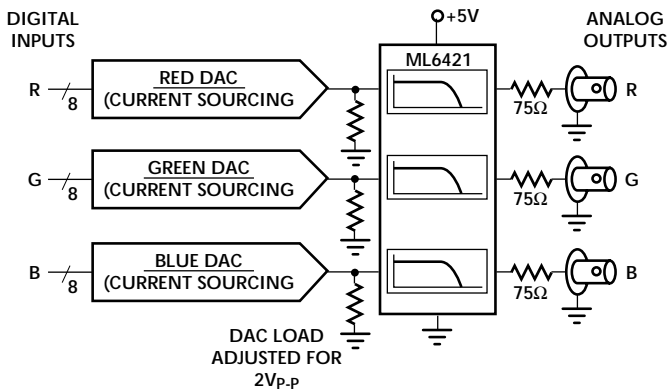 DIGITAL
INPUTS
+5V
ANALOG
OUTPUTS
ML6421
R
8
RED DAC
(CURRENT SOURCING
75Ω
R
G
8
GREEN DAC
(CURRENT SOURCING
75Ω
G
B
8
BLUE DAC
(CURRENT SOURCING
75Ω
B
DAC LOAD
ADJUSTED FOR
2VP-P